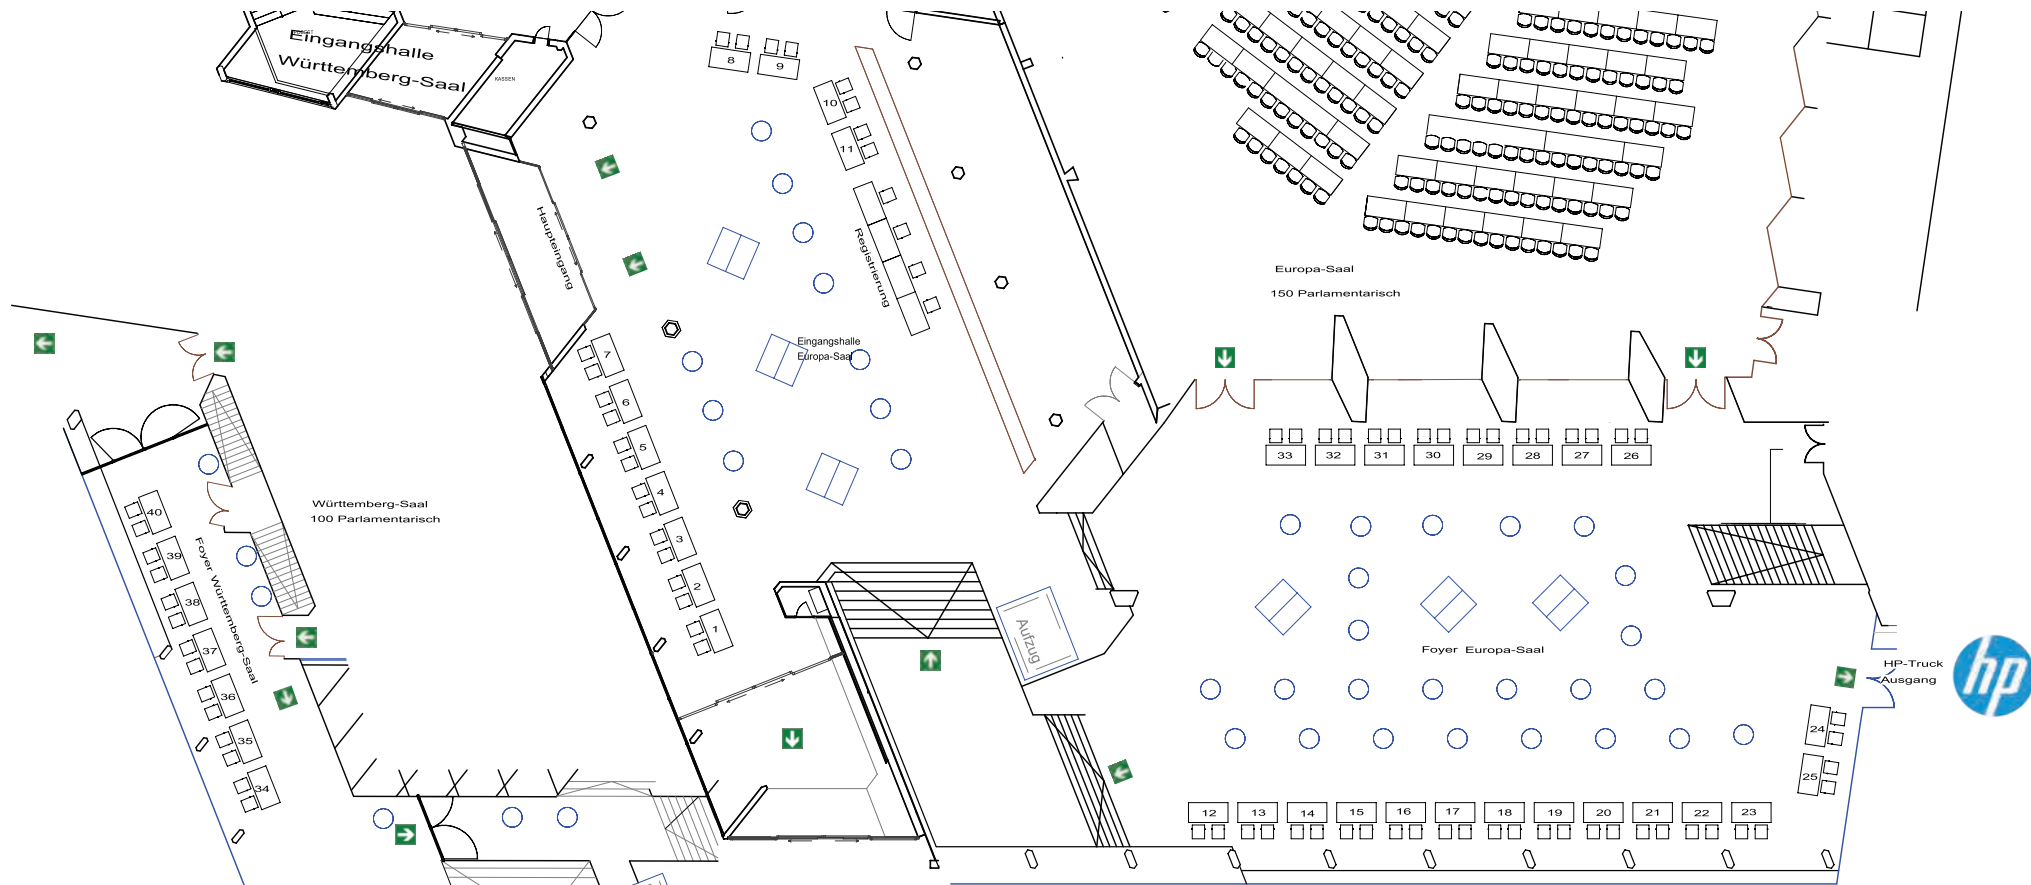 Eingangshalle
Württemberg-Saal
KASSEN
8
9
10
11
Haupteingang
Registrierung
Eingangshalle
Europa-Saal
Europa-Saal
150 Parlamentarisch
7
6
5
4
3
2
1
Württemberg-Saal
100 Parlamentarisch
40
39
38
37
36
35
34
Foyer Württemberg-Saal
Aufzug
33
32
31
30
29
28
27
26
Foyer Europa-Saal
HP-Truck
Ausgang
hp
24
25
12
13
14
15
16
17
18
19
20
21
22
23